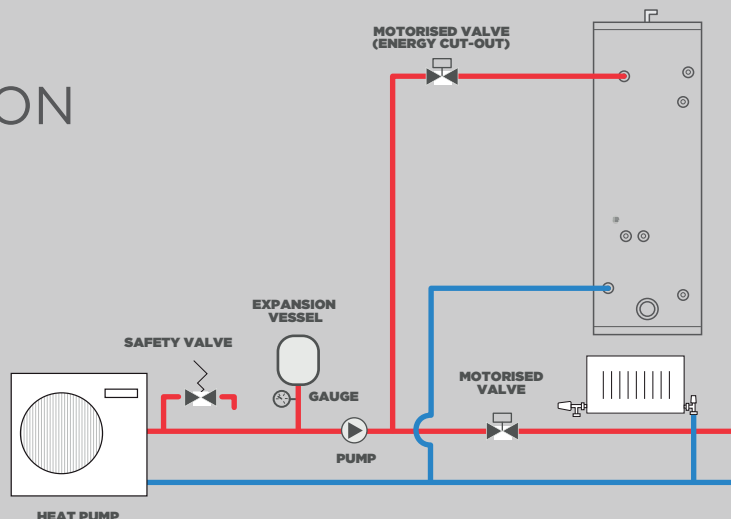 ON
MOTORISED VALVE
(ENERGY CUT-OUT)
EXPANSION
VESSEL
SAFETY VALVE
GAUGE
MOTORISED
VALVE
PUMP
HEAT PUMP